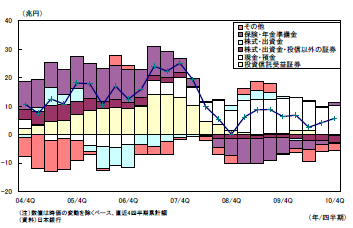 （兆円）
その他
保険・年金準備金
株式・出資金
株式・出資金・投信以外の証券
現金・預金
投資信託受益証券
40
30
20
10
0
-10
-20
04/4Q 05/4Q 06/4Q 07/4Q 08/4Q 09/4Q 10/4Q
（注）数値は時価の変動を除くベース、直近4四半期累計額
（資料）日本銀行
（年/四半期）